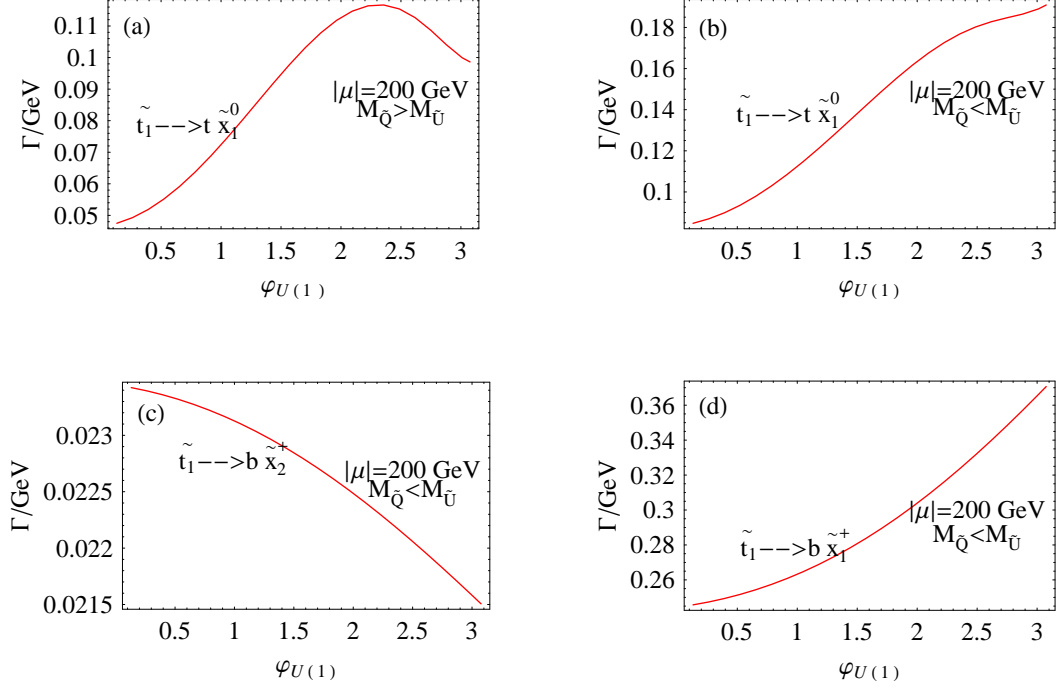 (a)
Γ/GeV
0.11
0.1
0.09
0.08
0.07
0.06
0.05
|μ|=200 GeV
M_Q̃>M_Ũ
t̃₁-->t x̃₁⁰
0.5 1 1.5 2 2.5 3
φ_U(1)
(b)
Γ/GeV
0.18
0.16
0.14
0.12
0.1
|μ|=200 GeV
M_Q̃<M_Ũ
t̃₁-->t x̃₁⁰
0.5 1 1.5 2 2.5 3
φ_U(1)
(c)
Γ/GeV
0.023
0.0225
0.022
0.0215
t̃₁-->b x̃₂⁺
|μ|=200 GeV
M_Q̃<M_Ũ
0.5 1 1.5 2 2.5 3
φ_U(1)
(d)
Γ/GeV
0.36
0.34
0.32
0.3
0.28
0.26
|μ|=200 GeV
M_Q̃<M_Ũ
t̃₁-->b x̃₁⁺
0.5 1 1.5 2 2.5 3
φ_U(1)